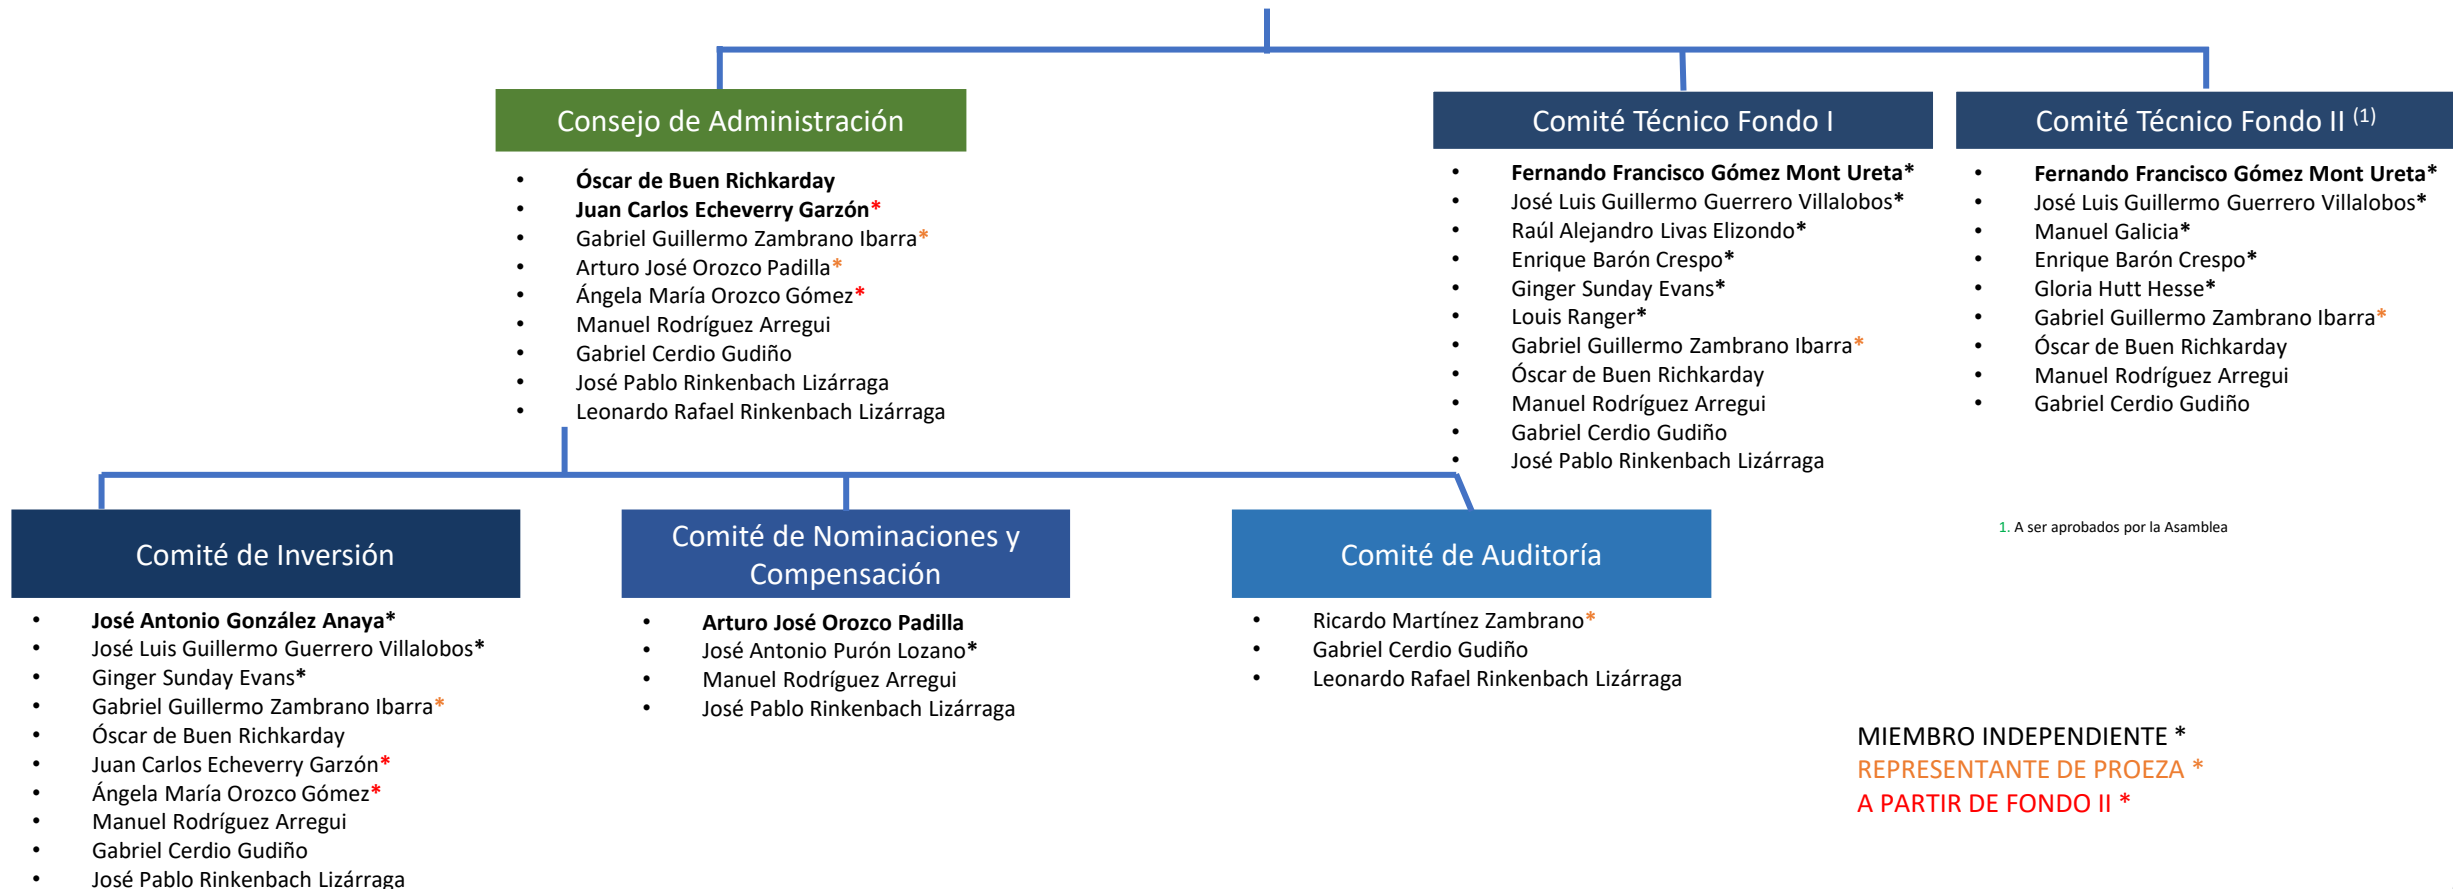 Consejo de Administración
• Óscar de Buen Richkarday
• Juan Carlos Echeverry Garzón*
• Gabriel Guillermo Zambrano Ibarra*
• Arturo José Orozco Padilla*
• Ángela María Orozco Gómez*
• Manuel Rodríguez Arregui
• Gabriel Cerdio Gudiño
• José Pablo Rinkenbach Lizárraga
• Leonardo Rafael Rinkenbach Lizárraga
Comité Técnico Fondo I
• Fernando Francisco Gómez Mont Ureta*
• José Luis Guillermo Guerrero Villalobos*
• Raúl Alejandro Livas Elizondo*
• Enrique Barón Crespo*
• Ginger Sunday Evans*
• Louis Ranger*
• Gabriel Guillermo Zambrano Ibarra*
• Óscar de Buen Richkarday
• Manuel Rodríguez Arregui
• Gabriel Cerdio Gudiño
• José Pablo Rinkenbach Lizárraga
Comité Técnico Fondo II (1)
• Fernando Francisco Gómez Mont Ureta*
• José Luis Guillermo Guerrero Villalobos*
• Manuel Galicia*
• Enrique Barón Crespo*
• Gloria Hutt Hesse*
• Gabriel Guillermo Zambrano Ibarra*
• Óscar de Buen Richkarday
• Manuel Rodríguez Arregui
• Gabriel Cerdio Gudiño
1. A ser aprobados por la Asamblea
Comité de Inversión
• José Antonio González Anaya*
• José Luis Guillermo Guerrero Villalobos*
• Ginger Sunday Evans*
• Gabriel Guillermo Zambrano Ibarra*
• Óscar de Buen Richkarday
• Juan Carlos Echeverry Garzón*
• Ángela María Orozco Gómez*
• Manuel Rodríguez Arregui
• Gabriel Cerdio Gudiño
• José Pablo Rinkenbach Lizárraga
Comité de Nominaciones y
Compensación
• Arturo José Orozco Padilla
• José Antonio Purón Lozano*
• Manuel Rodríguez Arregui
• José Pablo Rinkenbach Lizárraga
Comité de Auditoría
• Ricardo Martínez Zambrano*
• Gabriel Cerdio Gudiño
• Leonardo Rafael Rinkenbach Lizárraga
MIEMBRO INDEPENDIENTE *
REPRESENTANTE DE PROEZA *
A PARTIR DE FONDO II *